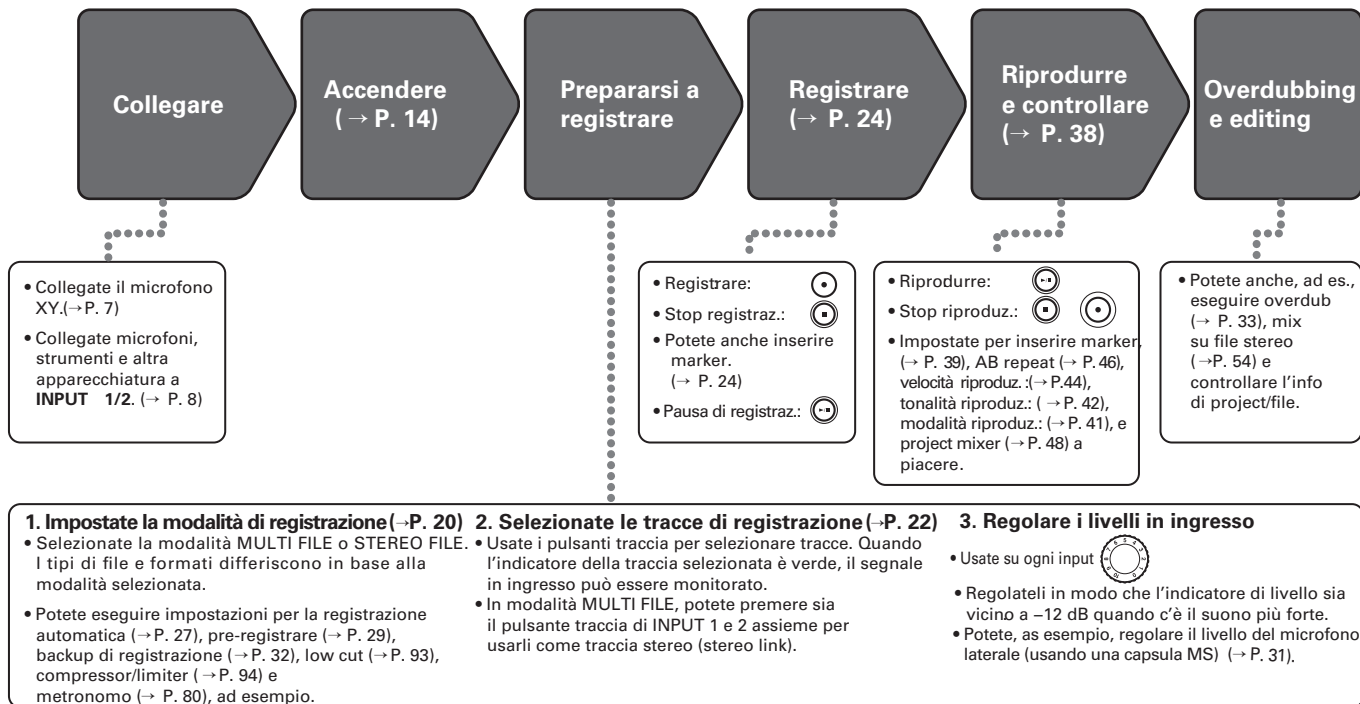 Collegare
Accendere
( → P. 14)
Prepararsi a
registrare
Registrare
(→ P. 24)
Riprodurre
e controllare
(→ P. 38)
Overdubbing
e editing
• Collegate il microfono
XY.(→P. 7)
• Collegate microfoni,
strumenti e altra
apparecchiatura a
INPUT 1/2. (→ P. 8)
• Registrare:
• Stop registraz.:
• Potete anche inserire
marker.
(→ P. 24)
• Pausa di registraz.:
• Riprodurre:
• Stop riproduz.:
• Impostate per inserire marker,
(→ P. 39), AB repeat (→ P. 46),
velocità riproduz. :(→P.44),
tonalità riproduz.: ( → P. 42),
modalità riproduz.: (→ P. 41), e
project mixer (→ P. 48) a
piacere.
• Potete anche, ad es.,
eseguire overdub
(→ P. 33), mix
su file stereo
(→P. 54) e
controllare l’info
di project/file.
1. Impostate la modalità di registrazione (→P. 20)
• Selezionate la modalità MULTI FILE o STEREO FILE.
I tipi di file e formati differiscono in base alla
modalità selezionata.
• Potete eseguire impostazioni per la registrazione
automatica (→P. 27), pre-registrare (→ P. 29),
backup di registrazione (→P. 32), low cut (→P. 93),
compressor/limiter ( → P. 94) e
metronomo (→ P. 80), ad esempio.
2. Selezionate le tracce di registrazione (→P. 22)
• Usate i pulsanti traccia per selezionare tracce. Quando
l’indicatore della traccia selezionata è verde, il segnale
in ingresso può essere monitorato.
• In modalità MULTI FILE, potete premere sia
il pulsante traccia di INPUT 1 e 2 assieme per
usarli come traccia stereo (stereo link).
3. Regolare i livelli in ingresso
• Usate su ogni input
• Regolateli in modo che l’indicatore di livello sia
vicino a –12 dB quando c’è il suono più forte.
• Potete, as esempio, regolare il livello del microfono
laterale (usando una capsula MS) (→ P. 31).